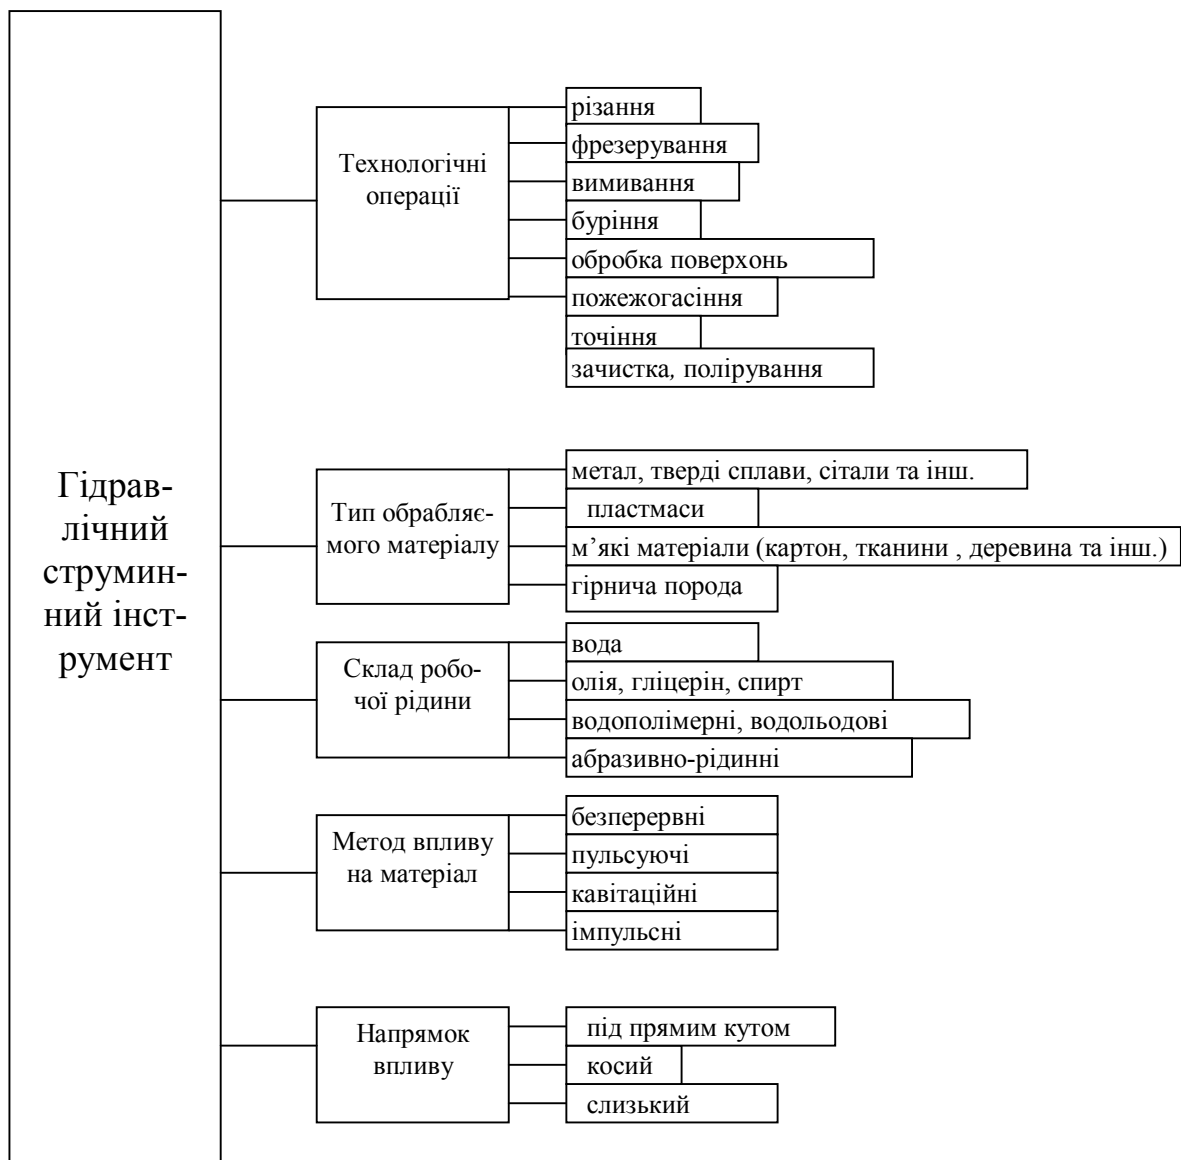 Гідрав-
лічний
струмин-
ний інст-
румент
Технологічні
операції
різання
фрезерування
вимивання
буріння
обробка поверхонь
пожежогасіння
точіння
зачистка, полірування
Тип обрабляє-
мого матеріалу
метал, тверді сплави, сітали та інш.
пластмаси
м’які матеріали (картон, тканини , деревина та інш.)
гірнича порода
Склад робо-
чої рідини
вода
олія, гліцерін, спирт
водополімерні, водольодові
абразивно-рідинні
Метод впливу
на матеріал
безперервні
пульсуючі
кавітаційні
імпульсні
Напрямок
впливу
під прямим кутом
косий
слизький